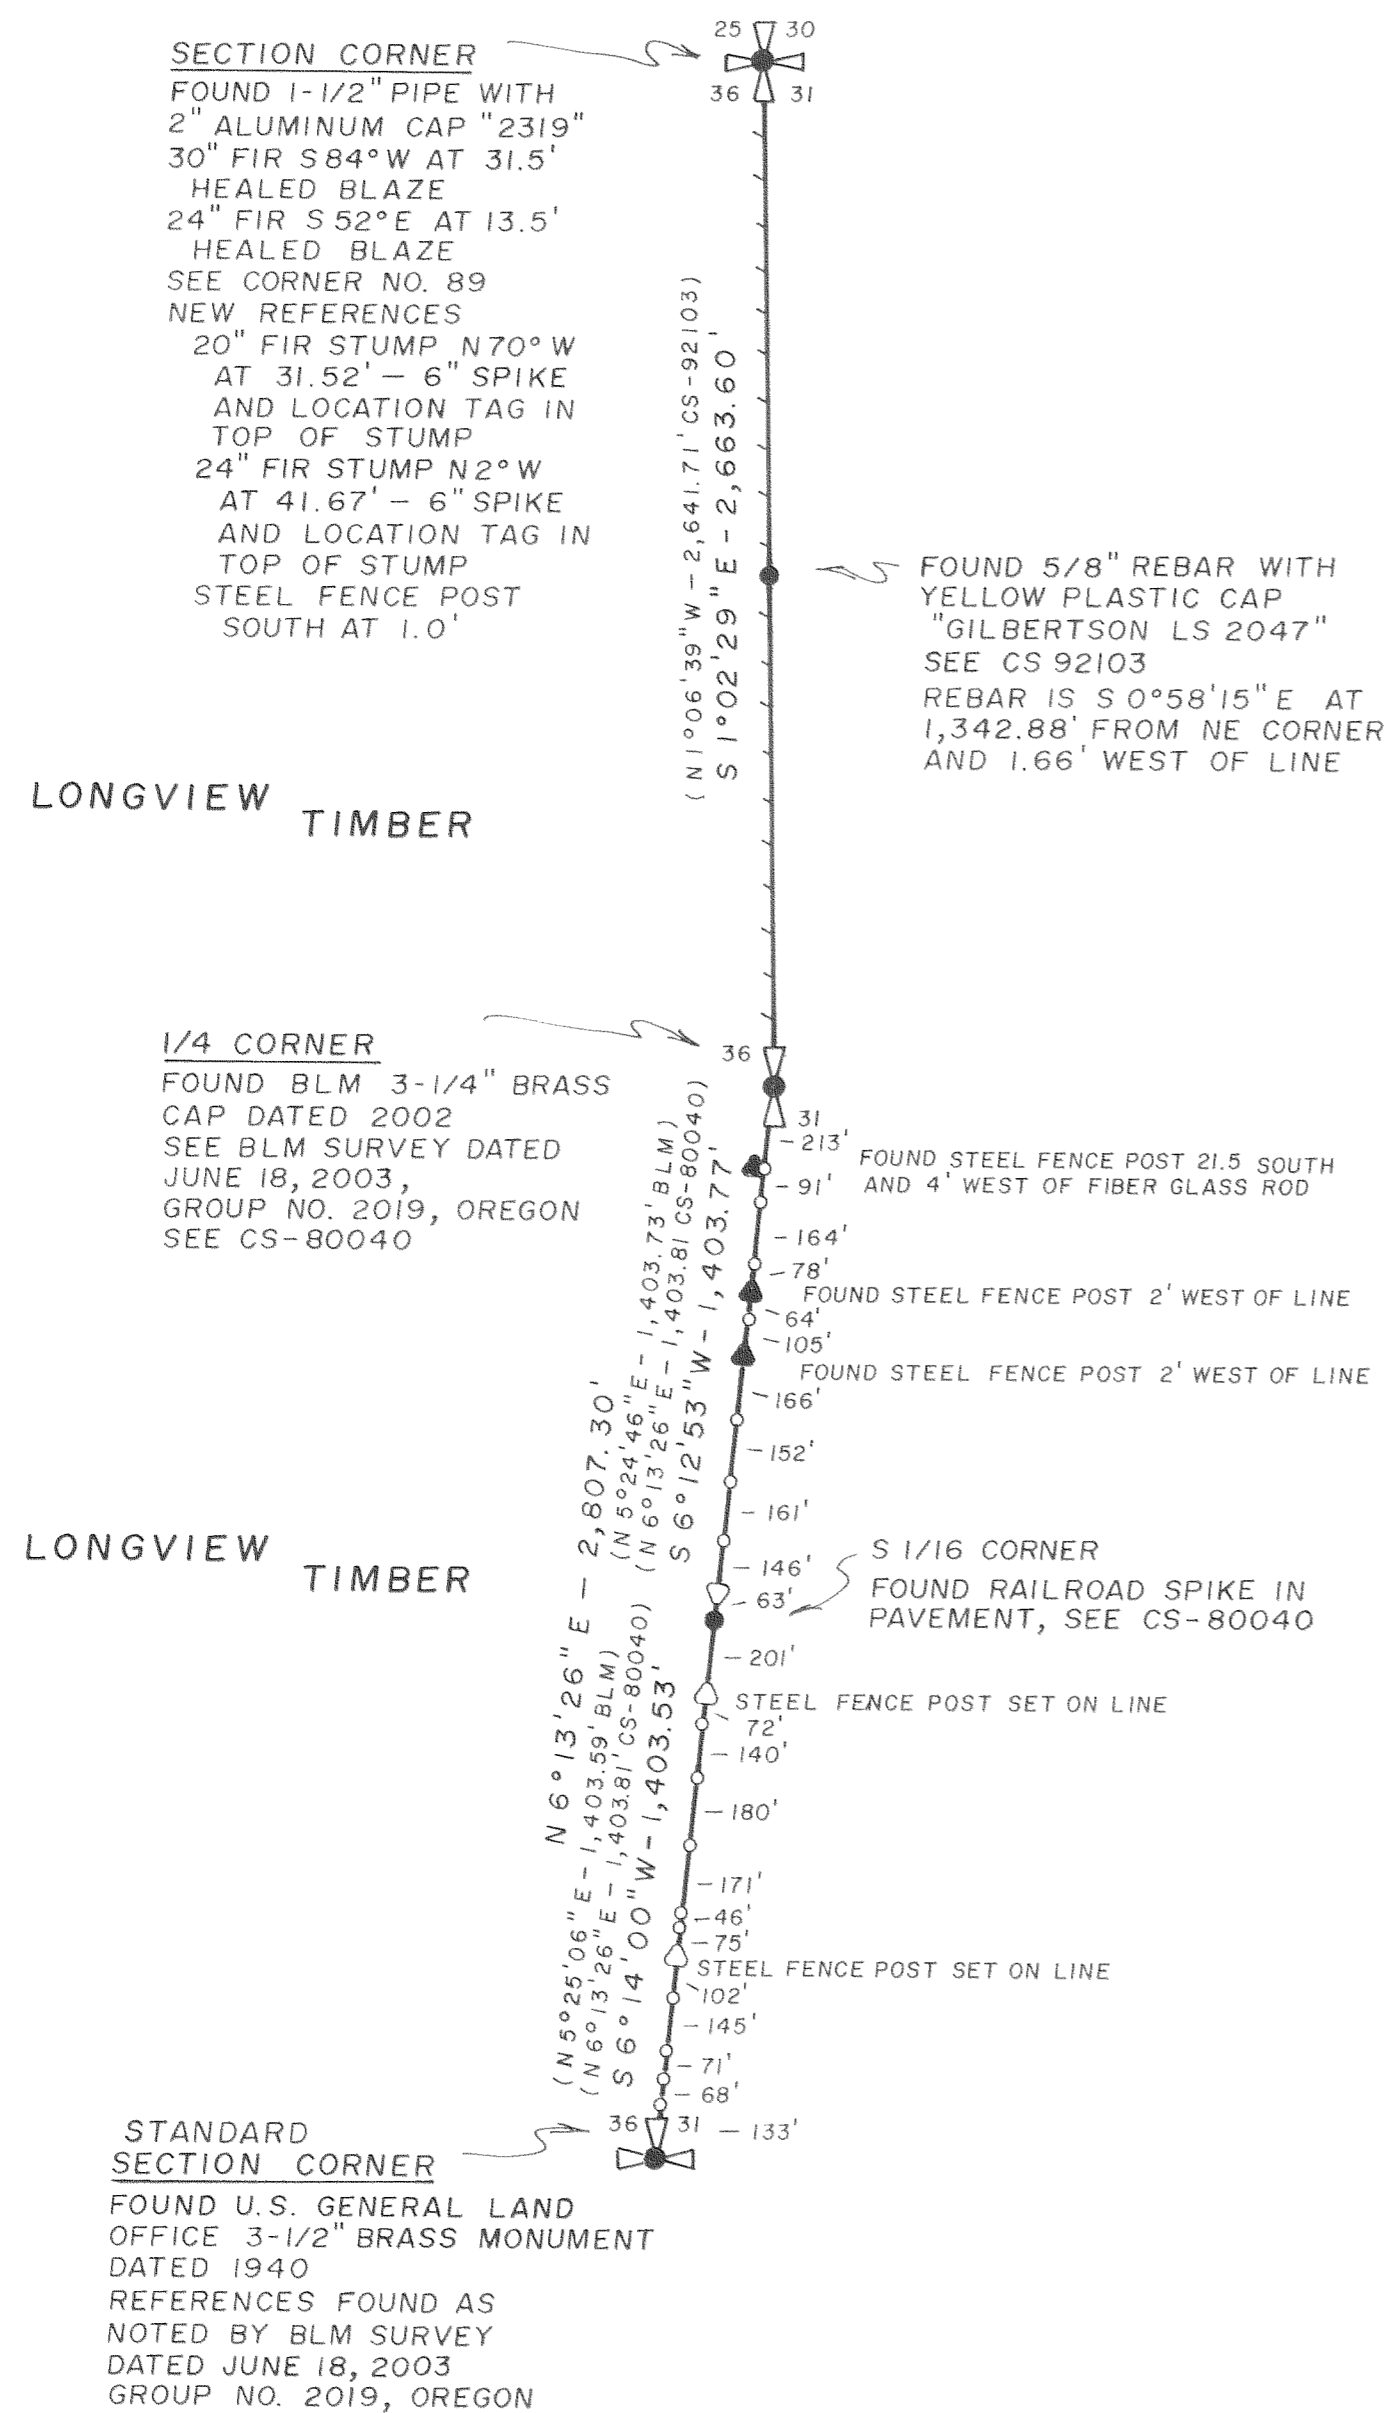 25 30
36 31
SECTION CORNER
FOUND 1-1/2" PIPE WITH
2" ALUMINUM CAP "2319"
30" FIR S84°W AT 31.5'
HEALED BLAZE
24" FIR S52°E AT 13.5'
HEALED BLAZE
SEE CORNER NO. 89
NEW REFERENCES
20" FIR STUMP N70°W
AT 31.52' – 6" SPIKE
AND LOCATION TAG IN
TOP OF STUMP
24" FIR STUMP N2°W
AT 41.67' – 6" SPIKE
AND LOCATION TAG IN
TOP OF STUMP
STEEL FENCE POST
SOUTH AT 1.0'
(N 1°06'39"W – 2,641.71' CS-92103)
S 1°02'29"E – 2,663.60'
FOUND 5/8" REBAR WITH
YELLOW PLASTIC CAP
"GILBERTSON LS 2047"
SEE CS 92103
REBAR IS S 0°58'15"E AT
1,342.88' FROM NE CORNER
AND 1.66' WEST OF LINE
LONGVIEW
TIMBER
1/4 CORNER
FOUND BLM 3-1/4" BRASS
CAP DATED 2002
SEE BLM SURVEY DATED
JUNE 18, 2003,
GROUP NO. 2019, OREGON
SEE CS-80040
36
31
– 213'
FOUND STEEL FENCE POST 21.5 SOUTH
AND 4' WEST OF FIBER GLASS ROD
– 91'
– 164'
– 78'
FOUND STEEL FENCE POST 2' WEST OF LINE
– 64'
– 105'
FOUND STEEL FENCE POST 2' WEST OF LINE
– 166'
– 152'
– 161'
– 146'
– 63'
N 6°13'26"E – 2,807.30'
(N 5°24'46"E – 1,403.73' BLM)
(N 6°13'26"E – 1,403.81 CS-80040)
S 6°12'53"W – 1,403.77'
S 1/16 CORNER
FOUND RAILROAD SPIKE IN
PAVEMENT, SEE CS-80040
LONGVIEW
TIMBER
– 201'
STEEL FENCE POST SET ON LINE
72'
– 140'
– 180'
– 171'
– 46'
– 75'
STEEL FENCE POST SET ON LINE
102'
– 145'
– 71'
– 68'
(N 5°25'06"E – 1,403.59' BLM)
(N 6°13'26"E – 1,403.81' CS-80040)
S 6°14'00"W – 1,403.53'
36 31 – 133'
STANDARD
SECTION CORNER
FOUND U.S. GENERAL LAND
OFFICE 3-1/2" BRASS MONUMENT
DATED 1940
REFERENCES FOUND AS
NOTED BY BLM SURVEY
DATED JUNE 18, 2003
GROUP NO. 2019, OREGON